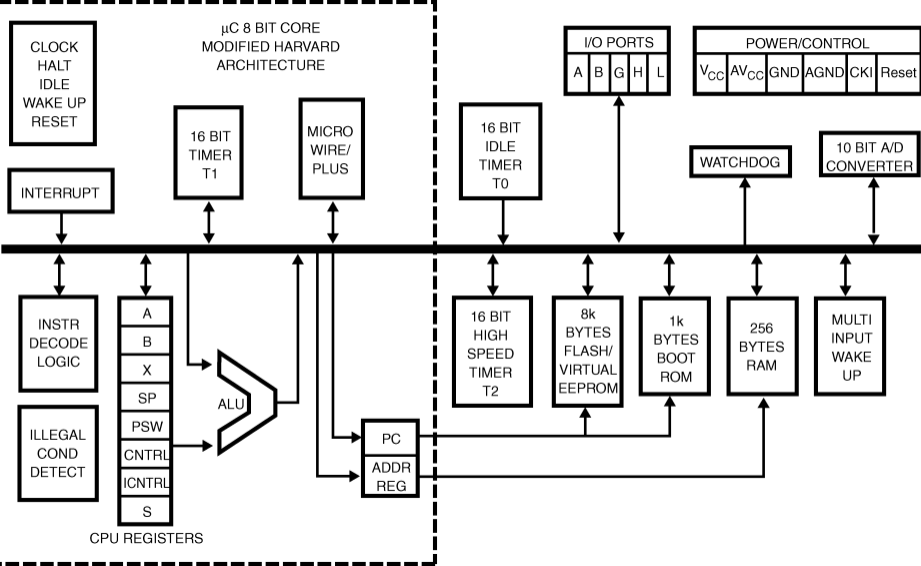 CLOCK
HALT
IDLE
WAKE UP
RESET
μC 8 BIT CORE
MODIFIED HARVARD
ARCHITECTURE
I/O PORTS
A B G H L
POWER/CONTROL
VCC AVCC GND AGND CKI Reset
INTERRUPT
16 BIT
TIMER
T1
MICRO
WIRE/
PLUS
16 BIT
IDLE
TIMER
T0
WATCHDOG
10 BIT A/D
CONVERTER
INSTR
DECODE
LOGIC
ILLEGAL
COND
DETECT
A
B
X
SP
PSW
CNTRL
ICNTRL
S
CPU REGISTERS
ALU
PC
ADDR
REG
16 BIT
HIGH
SPEED
TIMER
T2
8k
BYTES
FLASH/
VIRTUAL
EEPROM
1k
BYTES
BOOT
ROM
256
BYTES
RAM
MULTI
INPUT
WAKE
UP